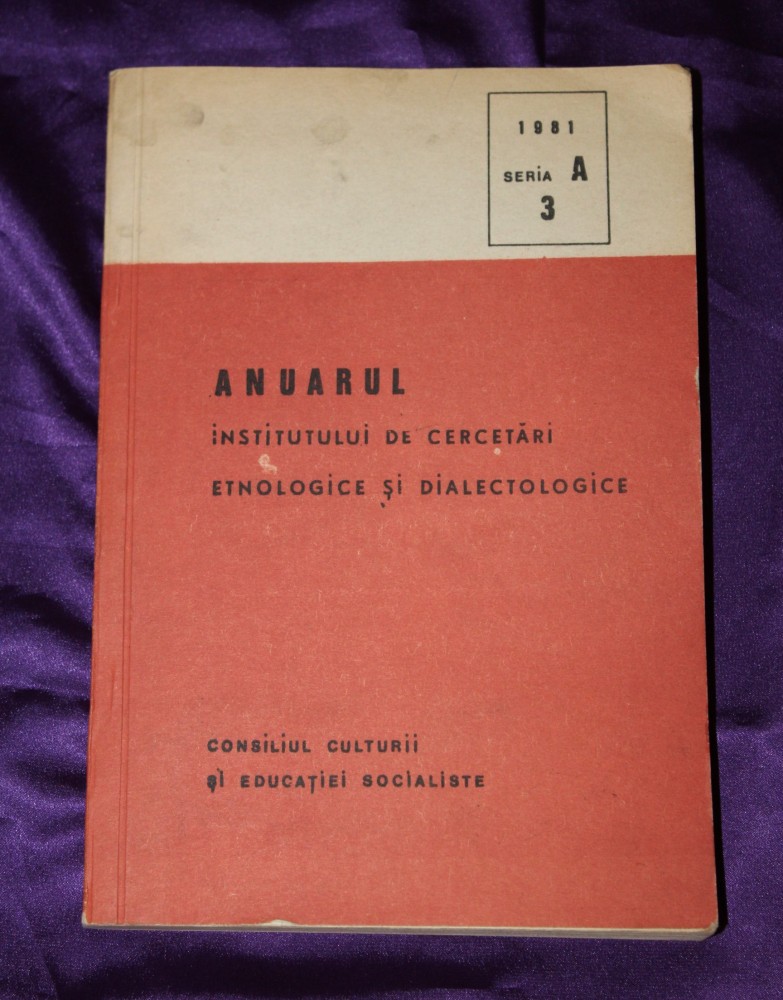 1981
SERiA A
3
ANUARUL
iNSTiTUTULUi DE CERCETĂRi
ETNOLOGiCE Şi DiALECTOLOGiCE
CONSiLiUL CULTURii
Şi EDUCAŢiEi SOCiALiSTE